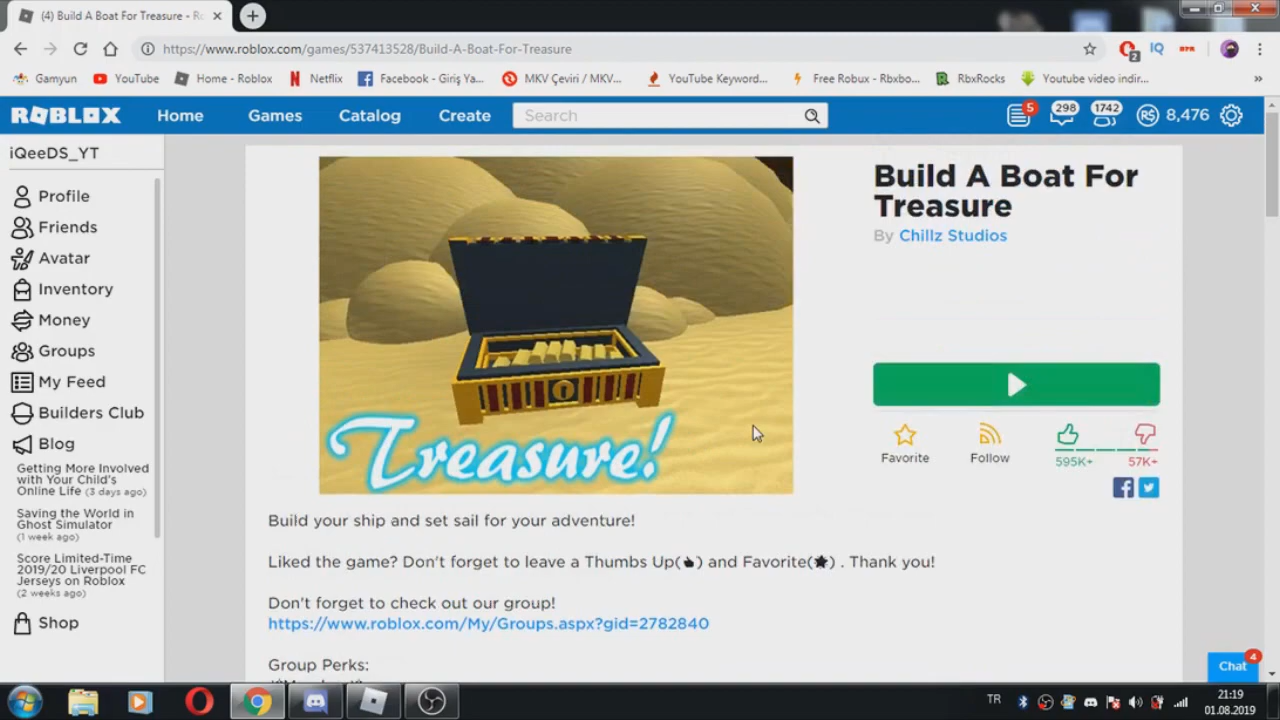 (4) Build A Boat For Treasure - Ro
https://www.roblox.com/games/537413528/Build-A-Boat-For-Treasure
2
Gamyun
YouTube
Home - Roblox
Netflix
Facebook - Giriş Ya...
MKV Çeviri / MKV...
YouTube Keyword...
Free Robux - Rbxbo...
RbxRocks
Youtube video indir...
ROBLOX
Home
Games
Catalog
Create
Search
5
298
1742
R$ 8,476
iQeeDS_YT
Profile
Friends
Avatar
Inventory
Money
Groups
My Feed
Builders Club
Blog
Getting More Involved
with Your Child's
Online Life (3 days ago)
Saving the World in
Ghost Simulator
(1 week ago)
Score Limited-Time
2019/20 Liverpool FC
Jerseys on Roblox
(2 weeks ago)
Shop
Treasure!
Build A Boat For
Treasure
By Chillz Studios
Favorite
Follow
595K+
57K+
Build your ship and set sail for your adventure!
Liked the game? Don't forget to leave a Thumbs Up(👍) and Favorite(★) . Thank you!
Don't forget to check out our group!
https://www.roblox.com/My/Groups.aspx?gid=2782840
Group Perks:
Chat
4
TR
21:19
01.08.2019